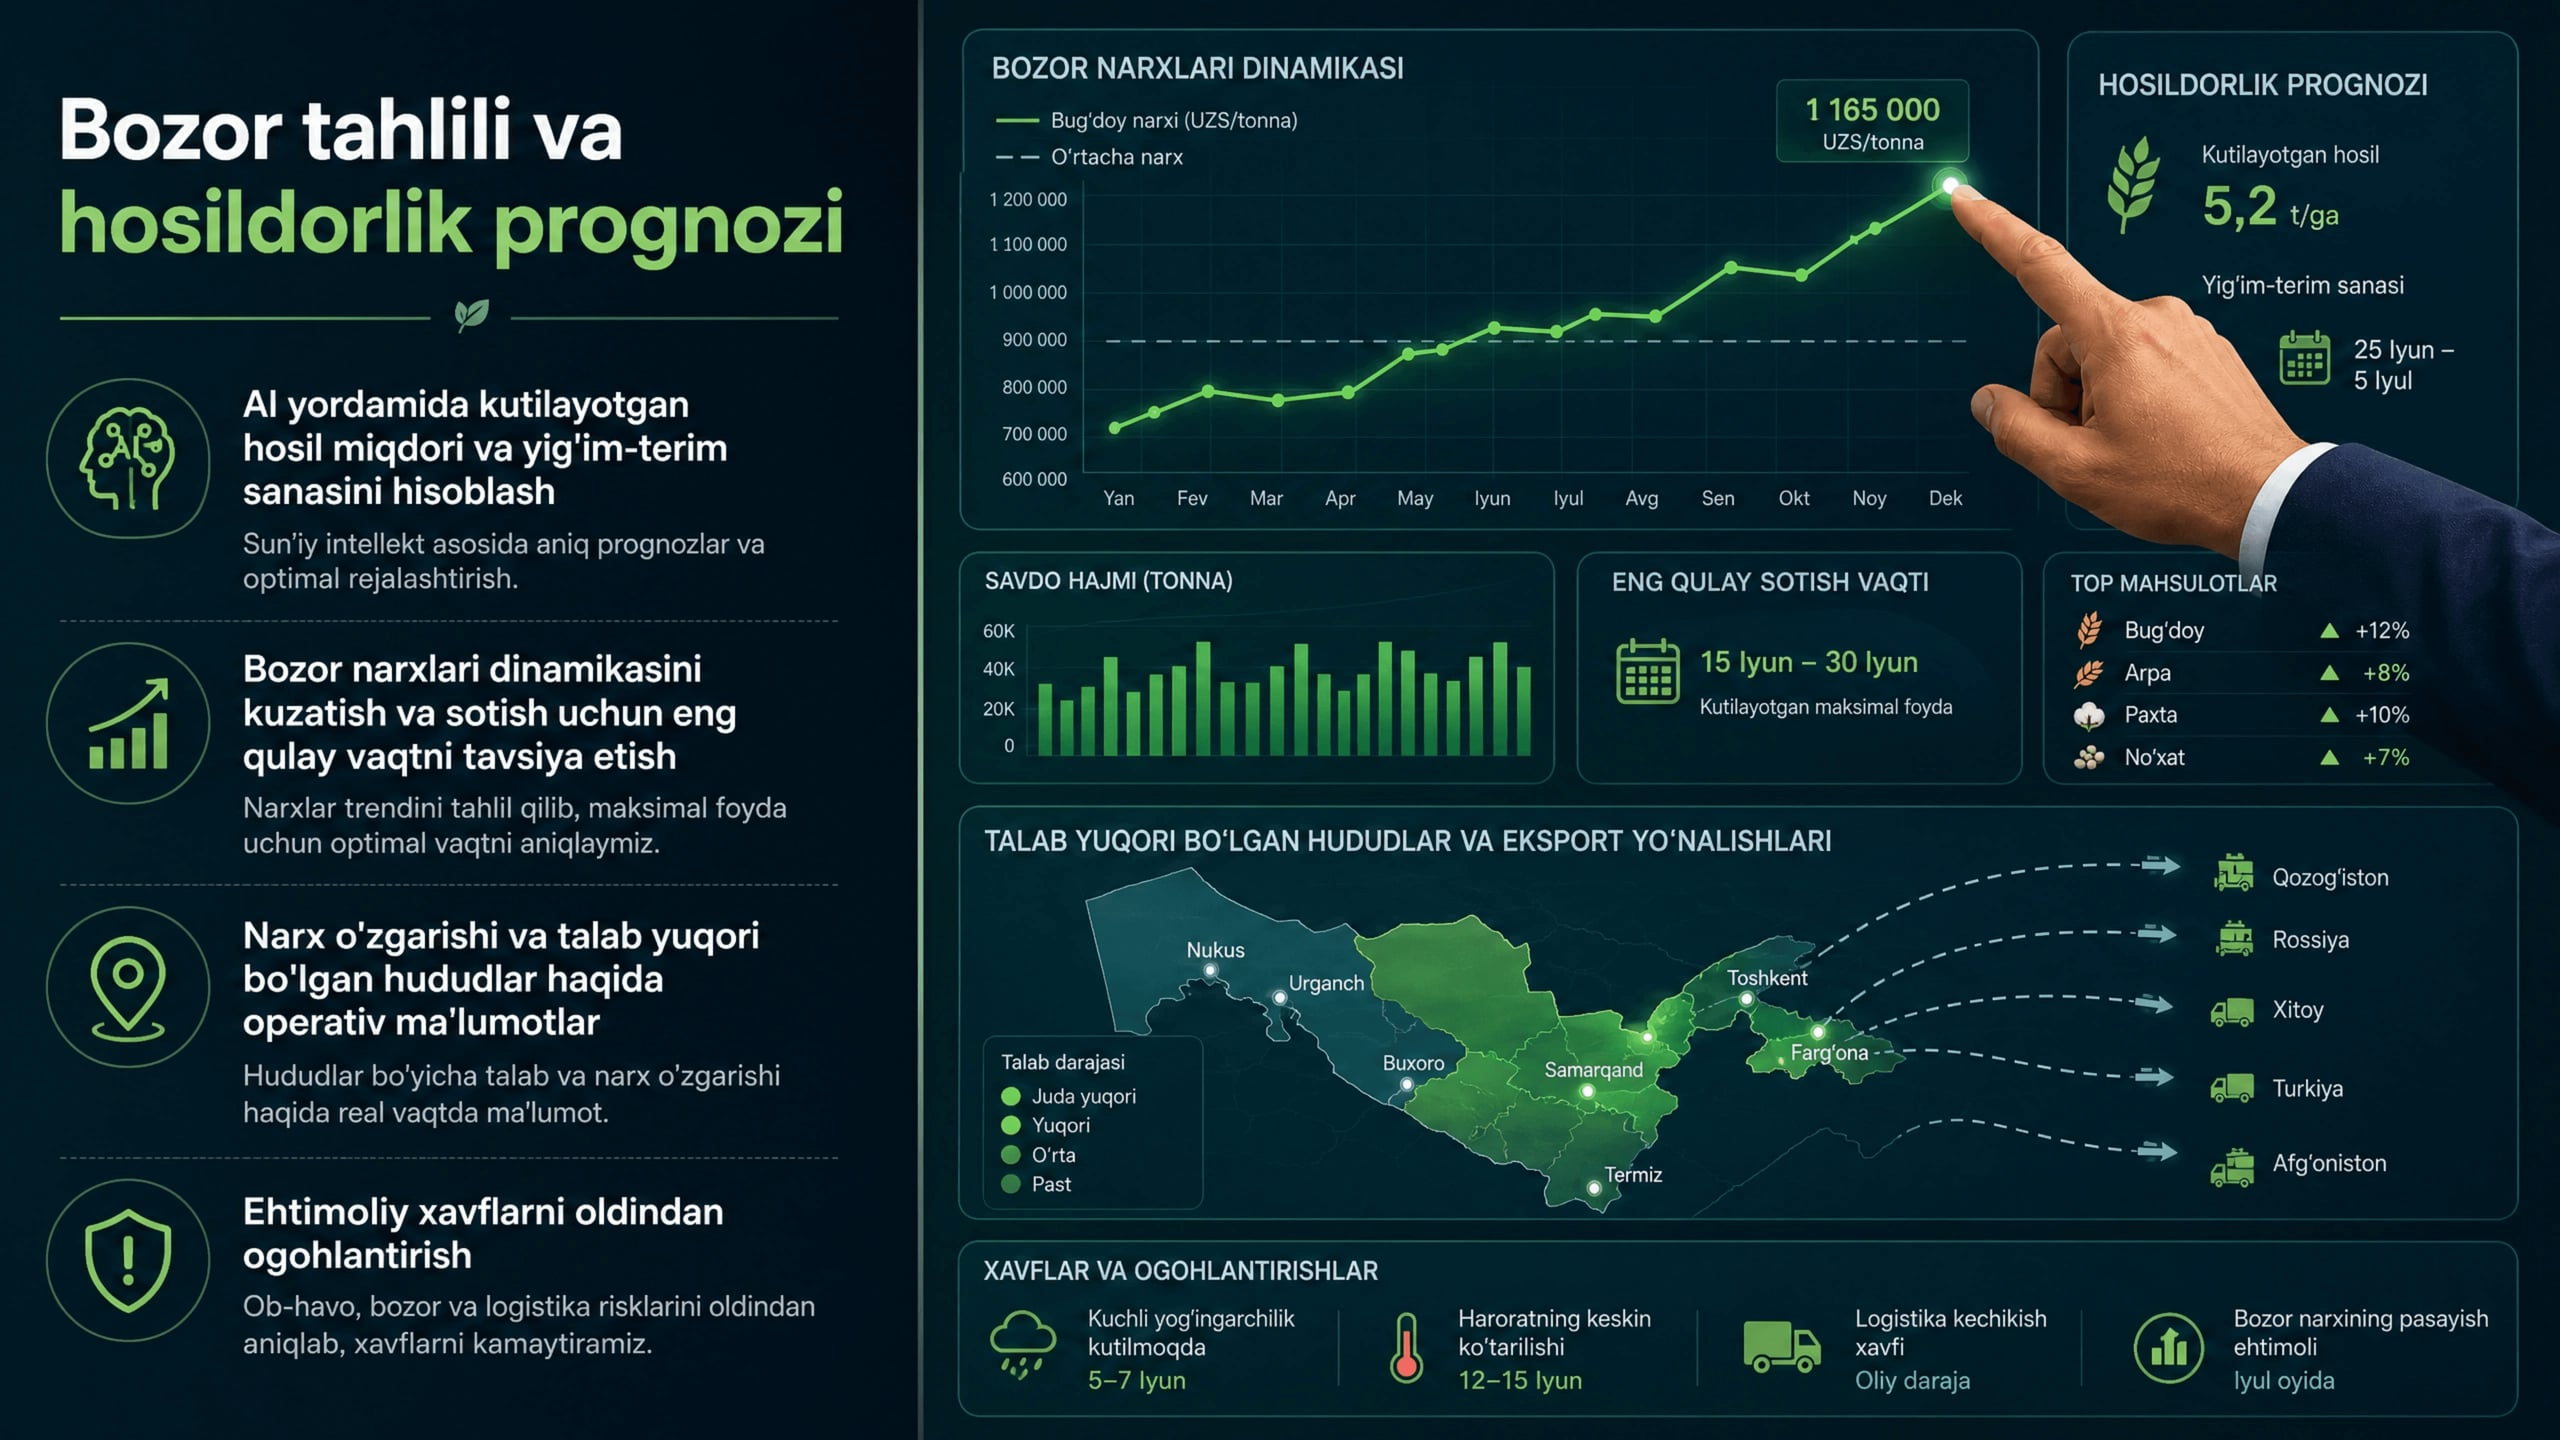 Bozor tahlili va
hosildorlik prognozi
AI yordamida kutilayotgan
hosil miqdori va yig'im-terim
sanasini hisoblash
Sun'iy intellekt asosida aniq prognozlar va
optimal rejalashtirish.
Bozor narxlari dinamikasini
kuzatish va sotish uchun eng
qulay vaqtni tavsiya etish
Narxlar trendini tahlil qilib, maksimal foyda
uchun optimal vaqtni aniqlaymiz.
Narx o'zgarishi va talab yuqori
bo'lgan hududlar haqida
operativ ma'lumotlar
Hududlar bo'yicha talab va narx o'zgarishi
haqida real vaqtda ma'lumot.
Ehtimoliy xavflarni oldindan
ogohlantirish
Ob-havo, bozor va logistika risklarini oldindan
aniqlab, xavflarni kamaytiramiz.
BOZOR NARXLARI DINAMIKASI
Bug‘doy narxi (UZS/tonna)
O‘rtacha narx
1 165 000
UZS/tonna
1 200 000
1 100 000
1 000 000
900 000
800 000
700 000
600 000
Yan Fev Mar Apr May Iyun Iyul Avg Sen Okt Noy Dek
HOSILDORLIK PROGNOZI
Kutilayotgan hosil
5,2 t/ga
Yig‘im-terim sanasi
25 Iyun –
5 Iyul
SAVDO HAJMI (TONNA)
60K
40K
20K
0
ENG QULAY SOTISH VAQTI
15 Iyun – 30 Iyun
Kutilayotgan maksimal foyda
TOP MAHSULOTLAR
Bug‘doy ▲ +12%
Arpa ▲ +8%
Paxta ▲ +10%
No‘xat ▲ +7%
TALAB YUQORI BO‘LGAN HUDUDLAR VA EKSPORT YO‘NALISHLARI
Nukus
Urganch
Buxoro
Samarqand
Termiz
Toshkent
Farg‘ona
Talab darajasi
Juda yuqori
Yuqori
O‘rta
Past
Qozog‘iston
Rossiya
Xitoy
Turkiya
Afg‘oniston
XAVFLAR VA OGOHLANTIRISHLAR
Kuchli yog‘ingarchilik
kutilmoqda
5–7 Iyun
Haroratning keskin
ko‘tarilishi
12–15 Iyun
Logistika kechikish
xavfi
Oliy daraja
Bozor narxining pasayish
ehtimoli
Iyul oyida